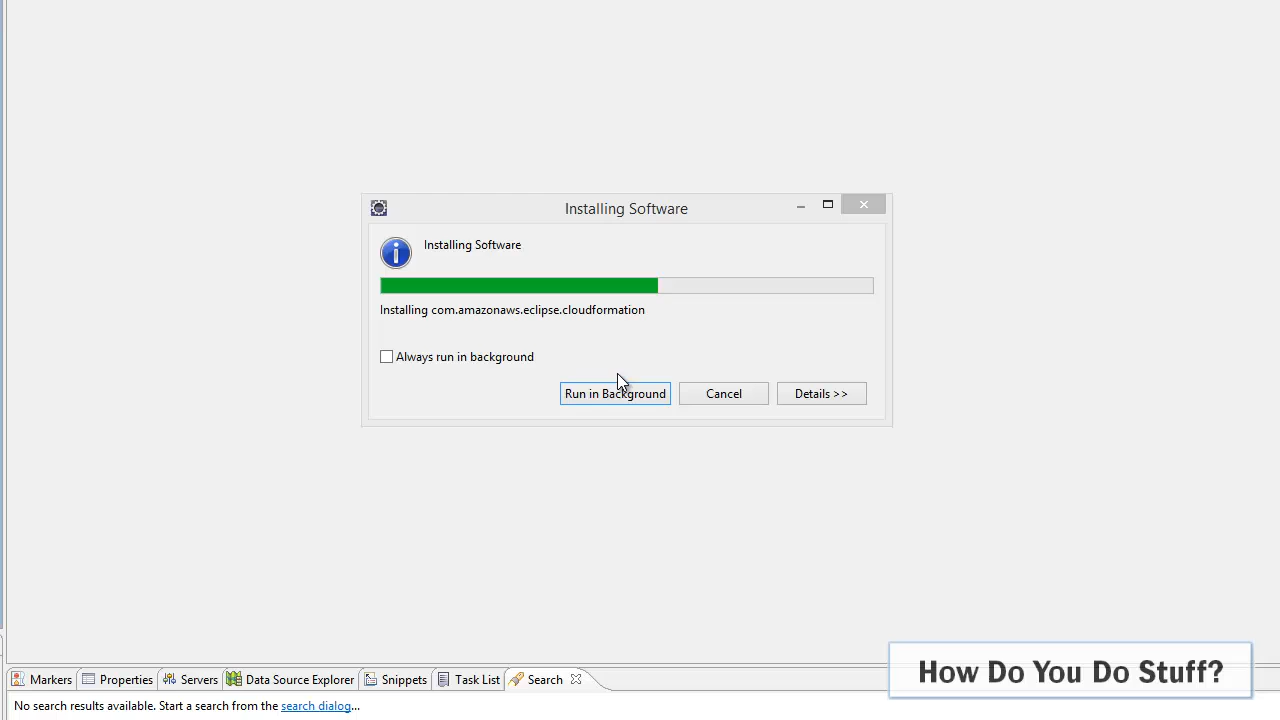 Installing Software
Installing Software
Installing com.amazonaws.eclipse.cloudformation
Always run in background
Run in Background Cancel Details >>
Markers Properties Servers Data Source Explorer Snippets Task List Search
No search results available. Start a search from the search dialog...
How Do You Do Stuff?